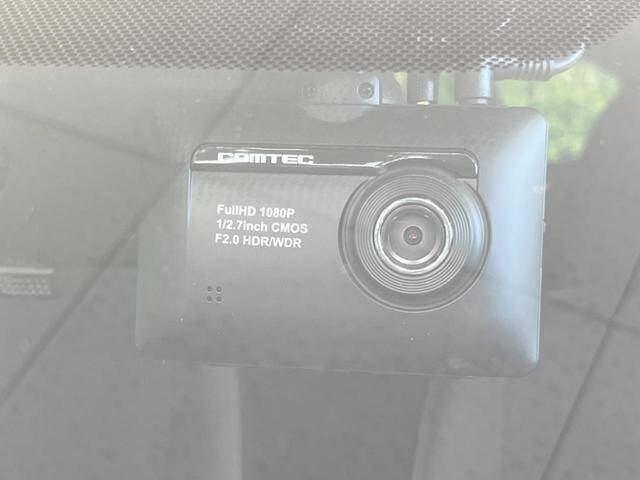 COMTEC
FullHD 1080P
1/2.7inch CMOS
F2.0 HDR/WDR